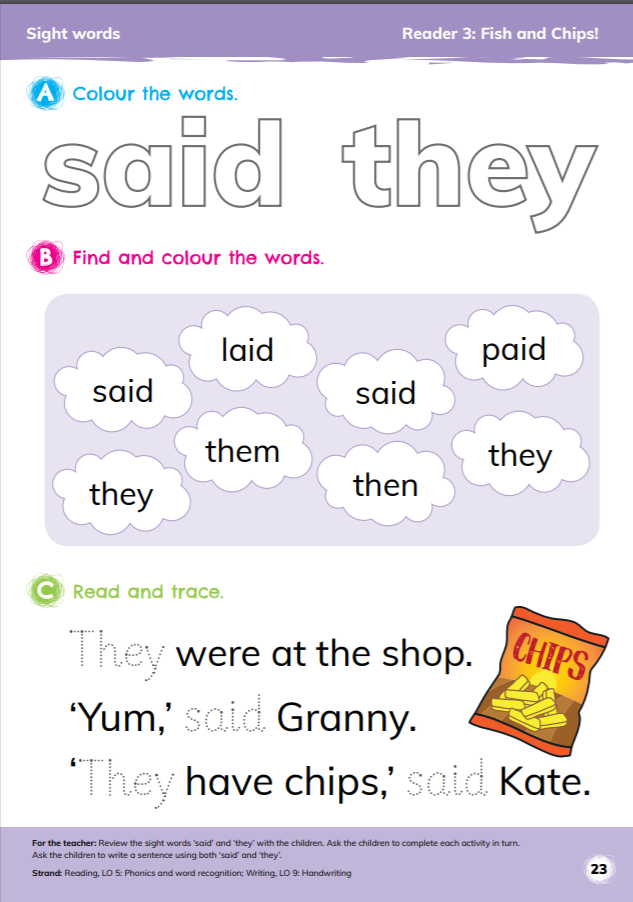 Sight words
Reader 3: Fish and Chips!
A Colour the words.
said they
B Find and colour the words.
laid
paid
said
said
them
they
they
then
C Read and trace.
They were at the shop.
CHIPS
‘Yum,’ said Granny.
‘They have chips,’ said Kate.
For the teacher: Review the sight words ‘said’ and ‘they’ with the children. Ask the children to complete each activity in turn.
Ask the children to write a sentence using both ‘said’ and ‘they’.
Strand: Reading, LO 5: Phonics and word recognition; Writing, LO 9: Handwriting
23